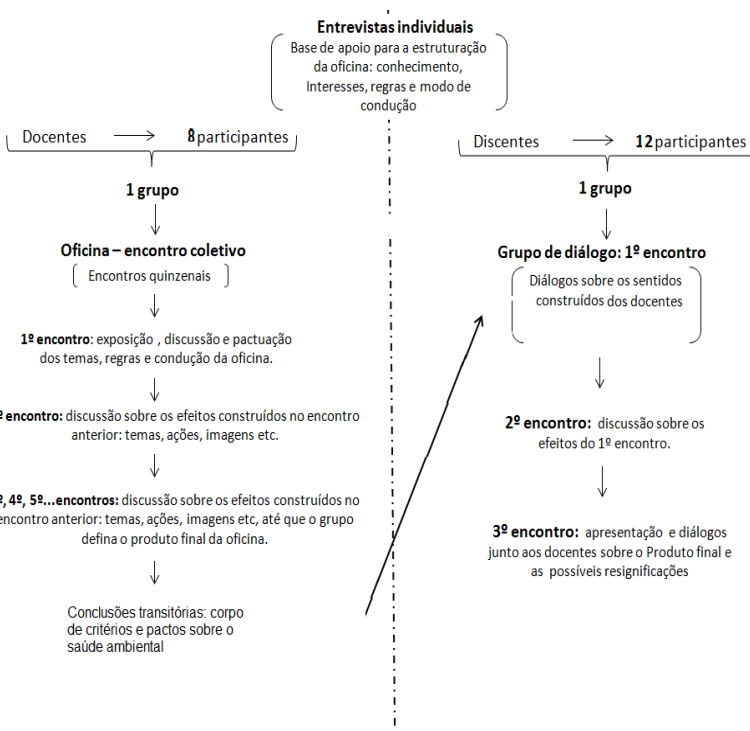 Entrevistas individuais
Base de apoio para a estruturação
da oficina: conhecimento,
Interesses, regras e modo de
condução
Docentes
8 participantes
1 grupo
Oficina – encontro coletivo
Encontros quinzenais
1º encontro: exposição , discussão e pactuação
dos temas, regras e condução da oficina.
º encontro: discussão sobre os efeitos construídos no encontro
anterior: temas, ações, imagens etc.
º, 4º, 5º...encontros: discussão sobre os efeitos construídos no
encontro anterior: temas, ações, imagens etc, até que o grupo
defina o produto final da oficina.
Conclusões transitórias: corpo
de critérios e pactos sobre o
saúde ambiental
Discentes
12 participantes
1 grupo
Grupo de diálogo: 1º encontro
Diálogos sobre os sentidos
construídos dos docentes
2º encontro: discussão sobre os
efeitos do 1º encontro.
3º encontro: apresentação e diálogos
junto aos docentes sobre o Produto final e
as possíveis resignificações